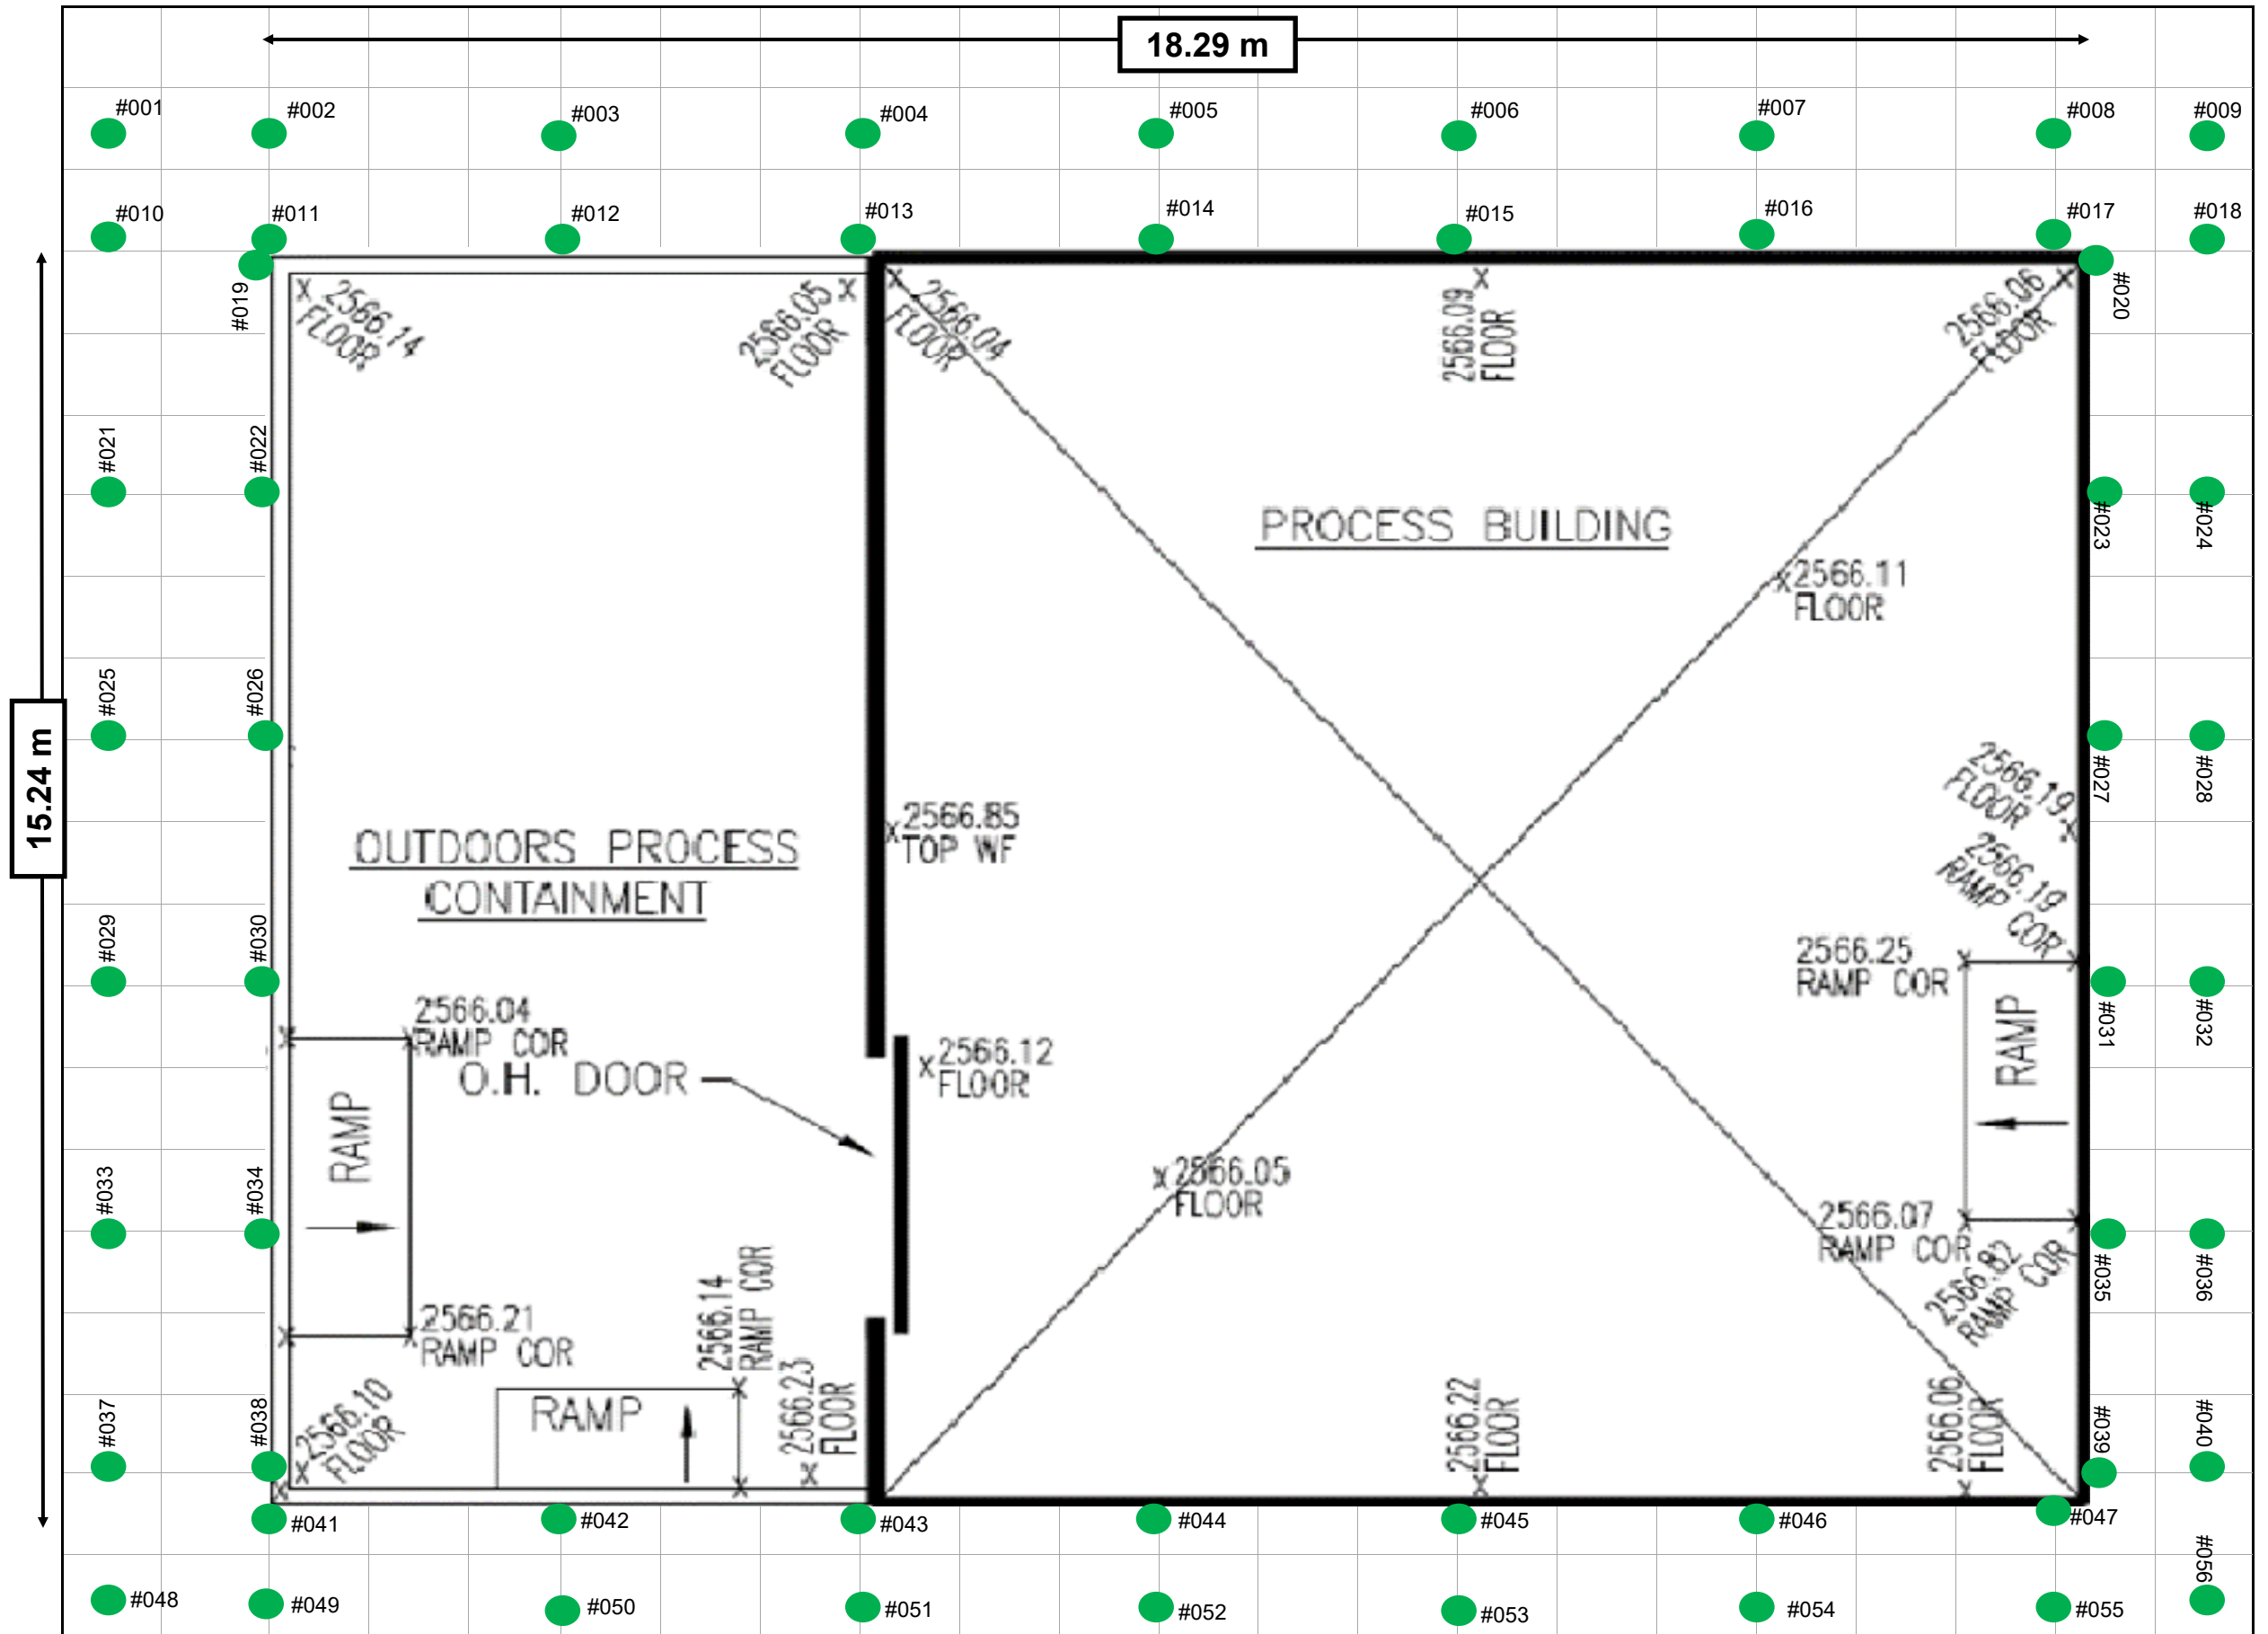 18.29 m
#001
#002
#003
#004
#005
#006
#007
#008
#009
#010
#011
#012
#013
#014
#015
#016
#017
#018
#019
2566.14
FLOOR
2566.05
FLOOR
2566.04
FLOOR
2566.09
FLOOR
2566.06
FLOOR
#020
#021
#022
PROCESS BUILDING
#023
#024
2566.11
FLOOR
#025
#026
15.24 m
OUTDOORS PROCESS
CONTAINMENT
2566.85
TOP WF
2566.19
FLOOR
#027
#028
2566.19
RAMP COR
#029
#030
2566.25
RAMP COR
RAMP
#031
#032
2566.04
RAMP COR
O.H. DOOR
2566.12
FLOOR
RAMP
#033
#034
2566.05
FLOOR
2566.07
RAMP COR
2566.82
RAMP COR
#035
#036
2566.21
RAMP COR
2566.14
RAMP COR
2566.23
FLOOR
RAMP
#037
#038
2566.10
FLOOR
2566.22
FLOOR
2566.06
FLOOR
#039
#040
#041
#042
#043
#044
#045
#046
#047
#048
#049
#050
#051
#052
#053
#054
#055
#056